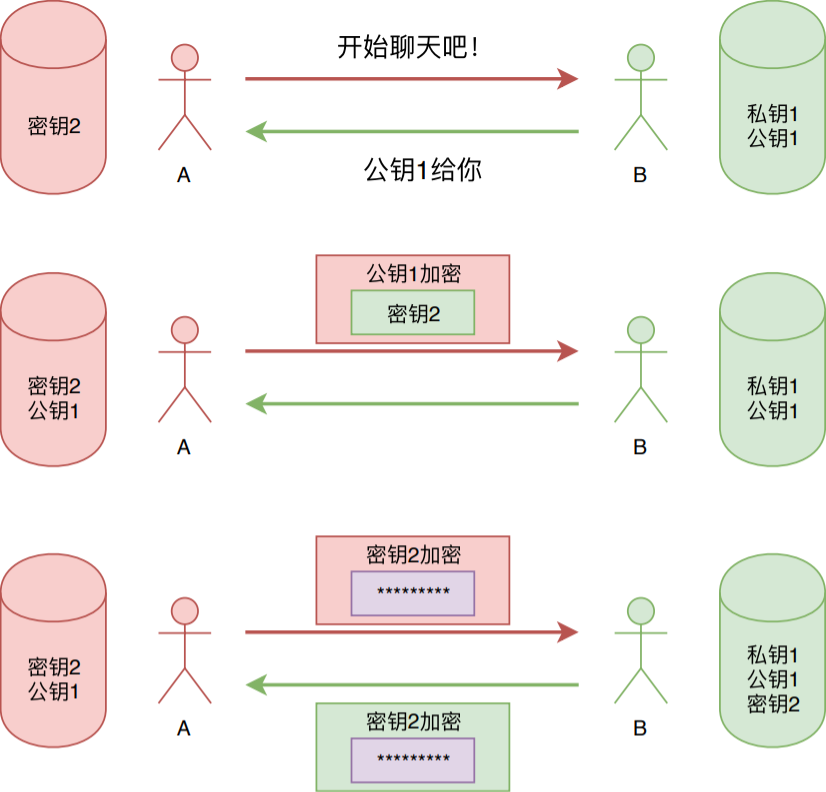 开始聊天吧！
密钥2
私钥1
公钥1
公钥1给你
A
B
公钥1加密
密钥2
密钥2
公钥1
私钥1
公钥1
A
B
密钥2加密
*********
密钥2
公钥1
私钥1
公钥1
密钥2
密钥2加密
*********
A
B